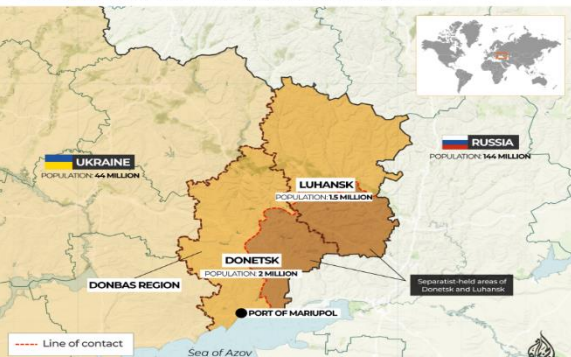 UKRAINE
POPULATION: 44 MILLION
RUSSIA
POPULATION: 144 MILLION
LUHANSK
POPULATION: 1.5 MILLION
DONETSK
POPULATION: 2 MILLION
DONBAS REGION
Separatist-held areas of
Donetsk and Luhansk
PORT OF MARIUPOL
Line of contact
Sea of Azov